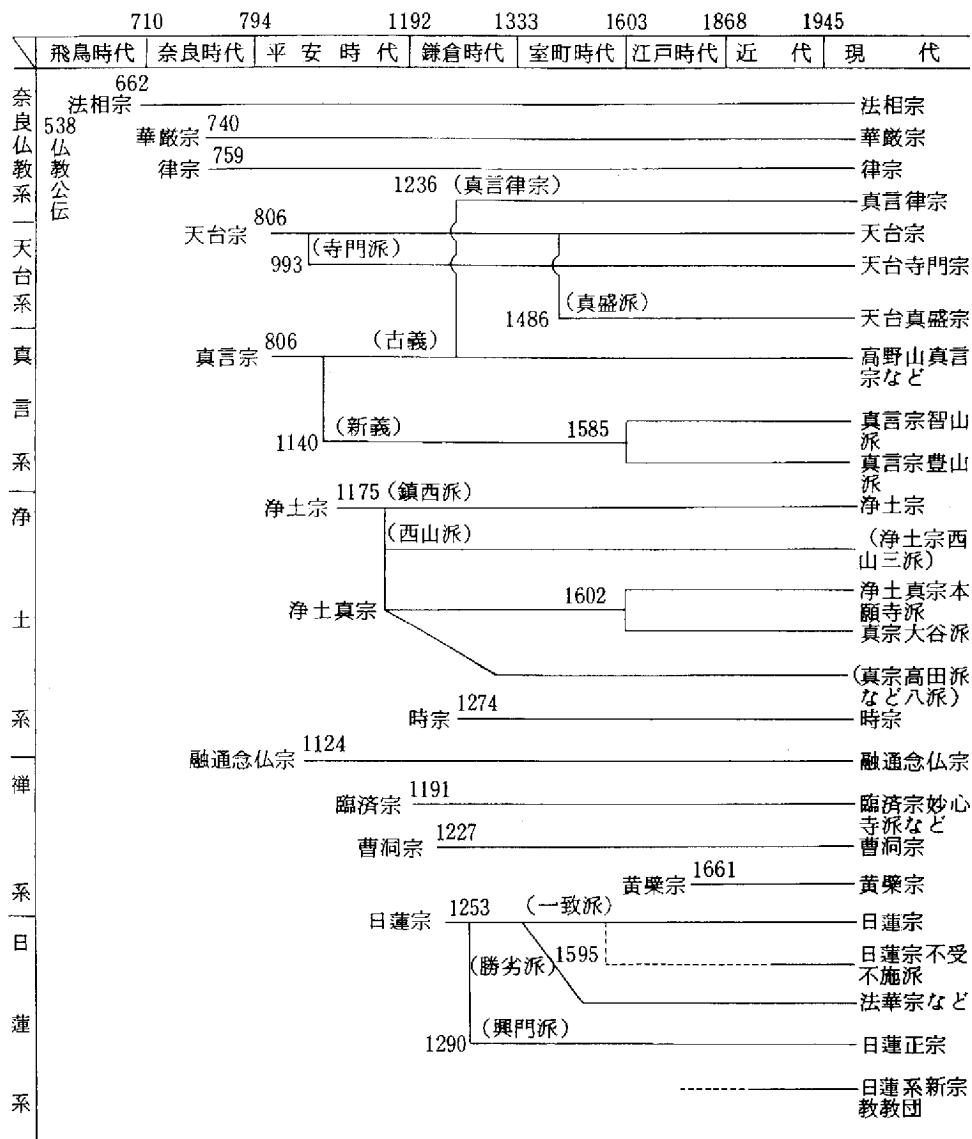 710 794 1192 1333 1603 1868 1945
飛鳥時代 奈良時代 平安時代 鎌倉時代 室町時代 江戸時代 近代 現代
奈良仏教系
662
法相宗 法相宗
538
仏教公伝
740
華厳宗 華厳宗
759
律宗 律宗
1236 (真言律宗)
真言律宗
天台系
806
天台宗 天台宗
(寺門派)
993 天台寺門宗
(真盛派)
1486 天台真盛宗
真言系
806 (古義)
真言宗 高野山真言
宗など
(新義)
1140 1585
真言宗智山
派
真言宗豊山
派
浄土系
1175 (鎮西派)
浄土宗 浄土宗
(西山派) (浄土宗西
山三派)
1602
浄土真宗 浄土真宗本
願寺派
真宗大谷派
(真宗高田派
など八派)
1274
時宗 時宗
1124
融通念仏宗 融通念仏宗
禅系
1191
臨済宗 臨済宗妙心
寺派など
1227
曹洞宗 曹洞宗
1661
黄檗宗 黄檗宗
日蓮系
1253 (一致派)
日蓮宗 日蓮宗
(勝劣派) 1595 日蓮宗不受
不施派
法華宗など
(興門派)
1290 日蓮正宗
日蓮系新宗
教教団